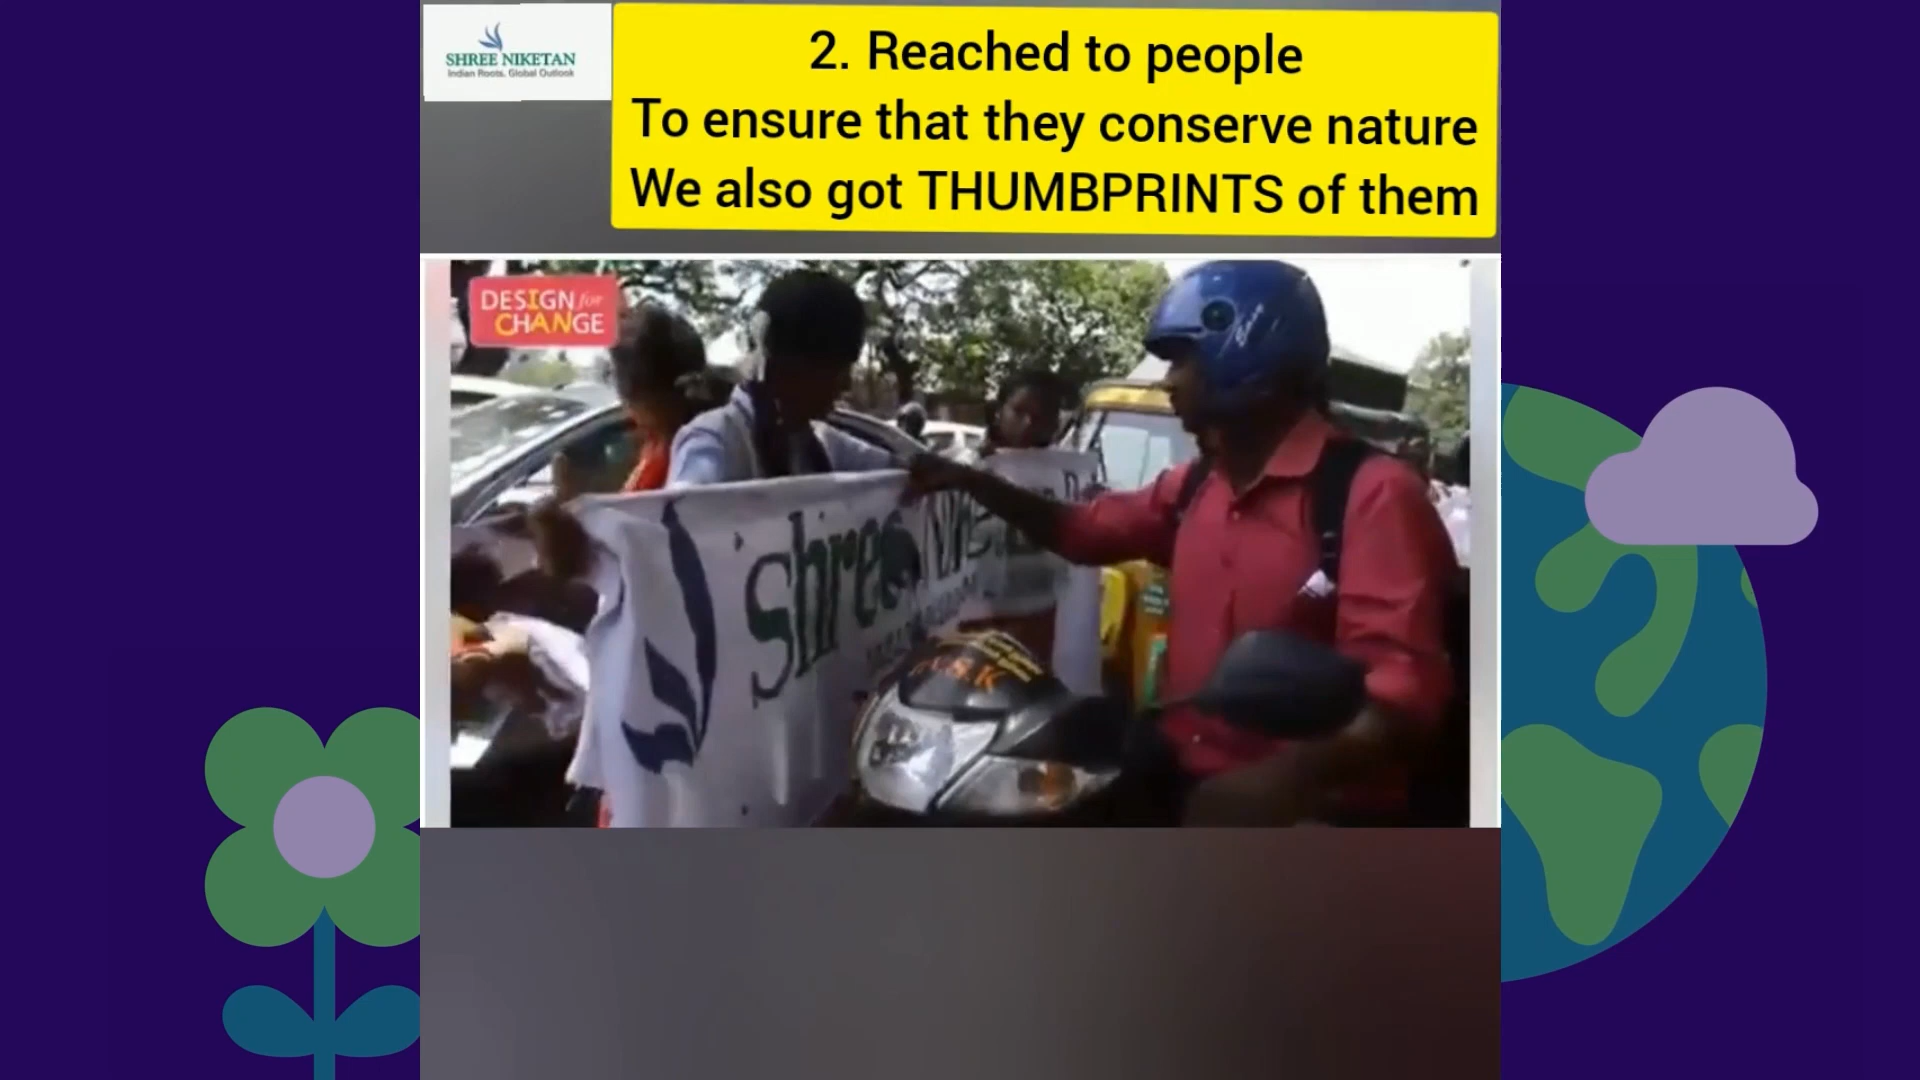 SHREE NIKETAN
Indian Roots. Global Outlook
2. Reached to people
To ensure that they conserve nature
We also got THUMBPRINTS of them
DESIGN for
CHANGE
Shree
S.K